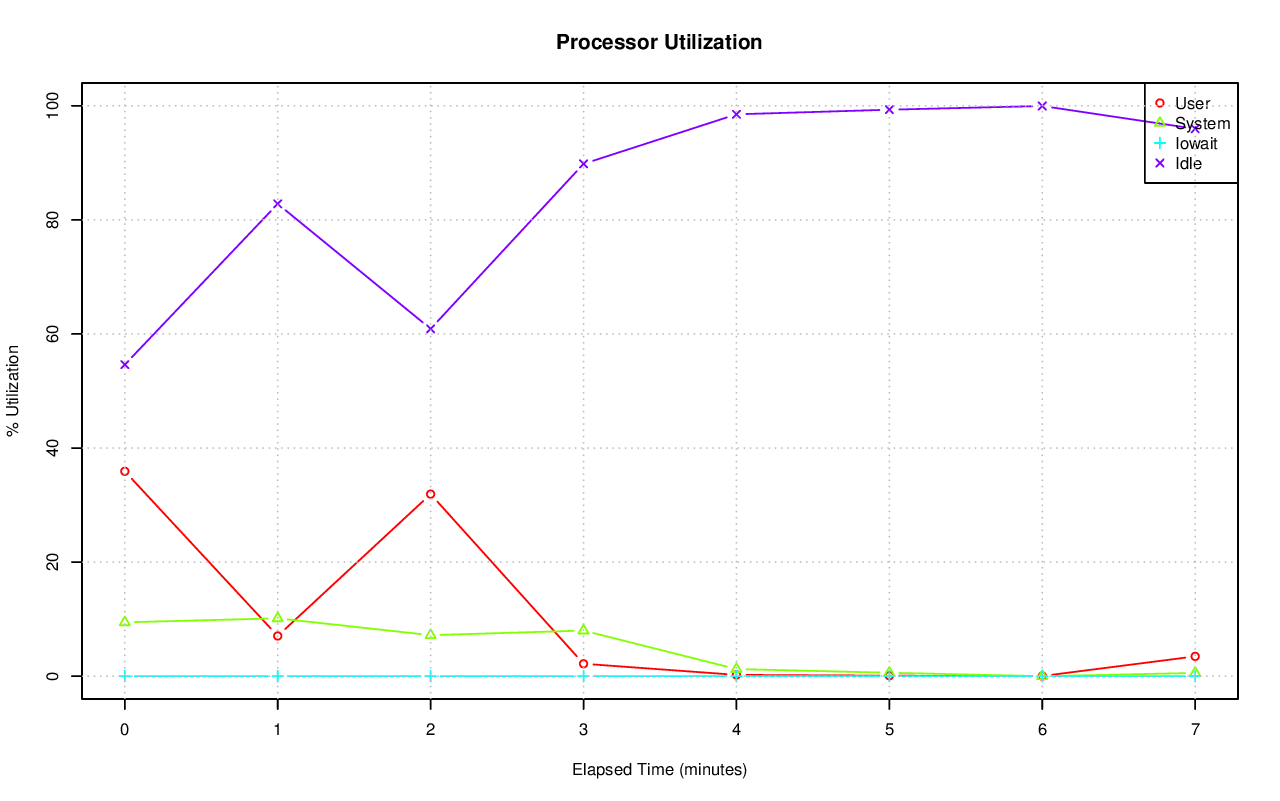 Processor Utilization
% Utilization
100
80
60
40
20
0
User
System
Iowait
Idle
0 1 2 3 4 5 6 7
Elapsed Time (minutes)